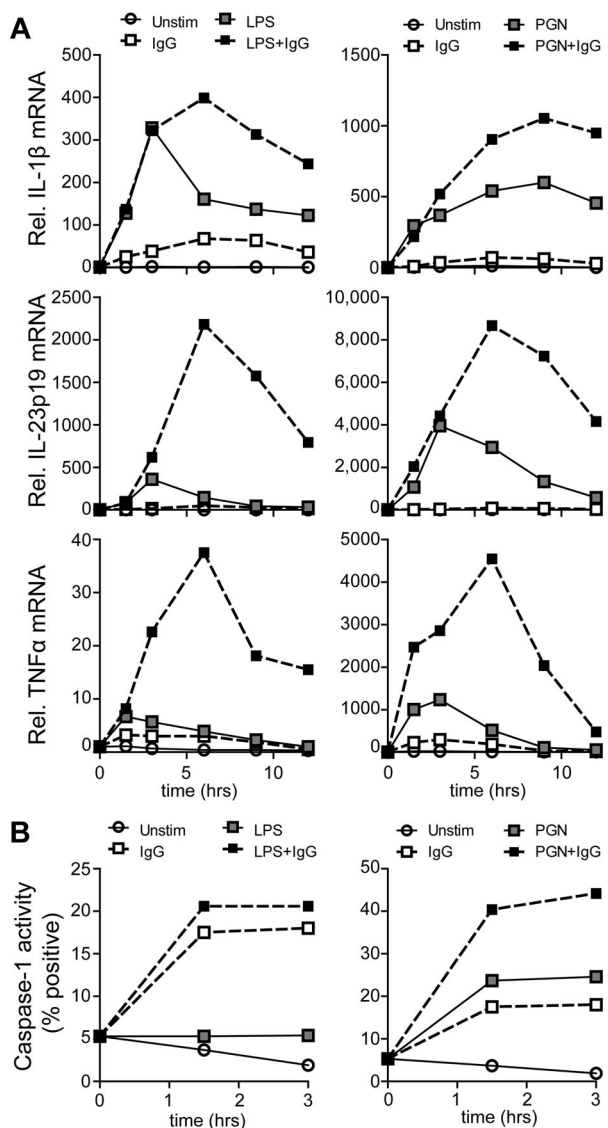 A
Unstim LPS
IgG LPS+IgG
Unstim PGN
IgG PGN+IgG
Rel. IL-1β mRNA
500
400
300
200
100
0
1500
1000
500
0
Rel. IL-23p19 mRNA
2500
2000
1500
1000
500
0
10,000
8,000
6,000
4,000
2,000
0
Rel. TNFα mRNA
40
30
20
10
0
5000
4000
3000
2000
1000
0
0 5 10
time (hrs)
0 5 10
time (hrs)
B
Unstim LPS
IgG LPS+IgG
Unstim PGN
IgG PGN+IgG
Caspase-1 activity
(% positive)
25
20
15
10
5
0
50
40
30
20
10
0
0 1 2 3
time (hrs)
0 1 2 3
time (hrs)